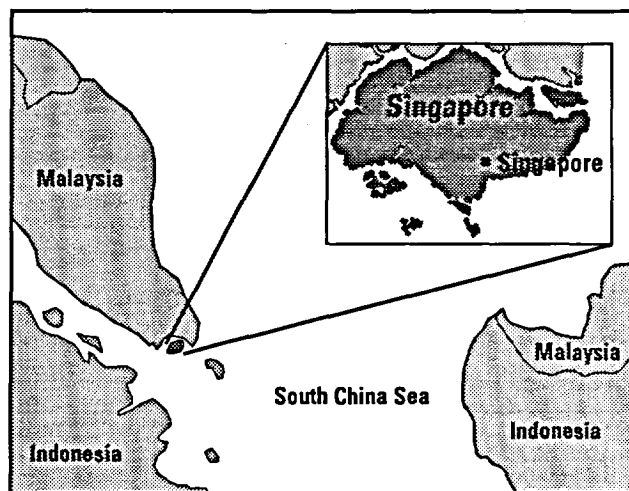 Singapore
Singapore
Malaysia
Malaysia
South China Sea
Indonesia
Indonesia